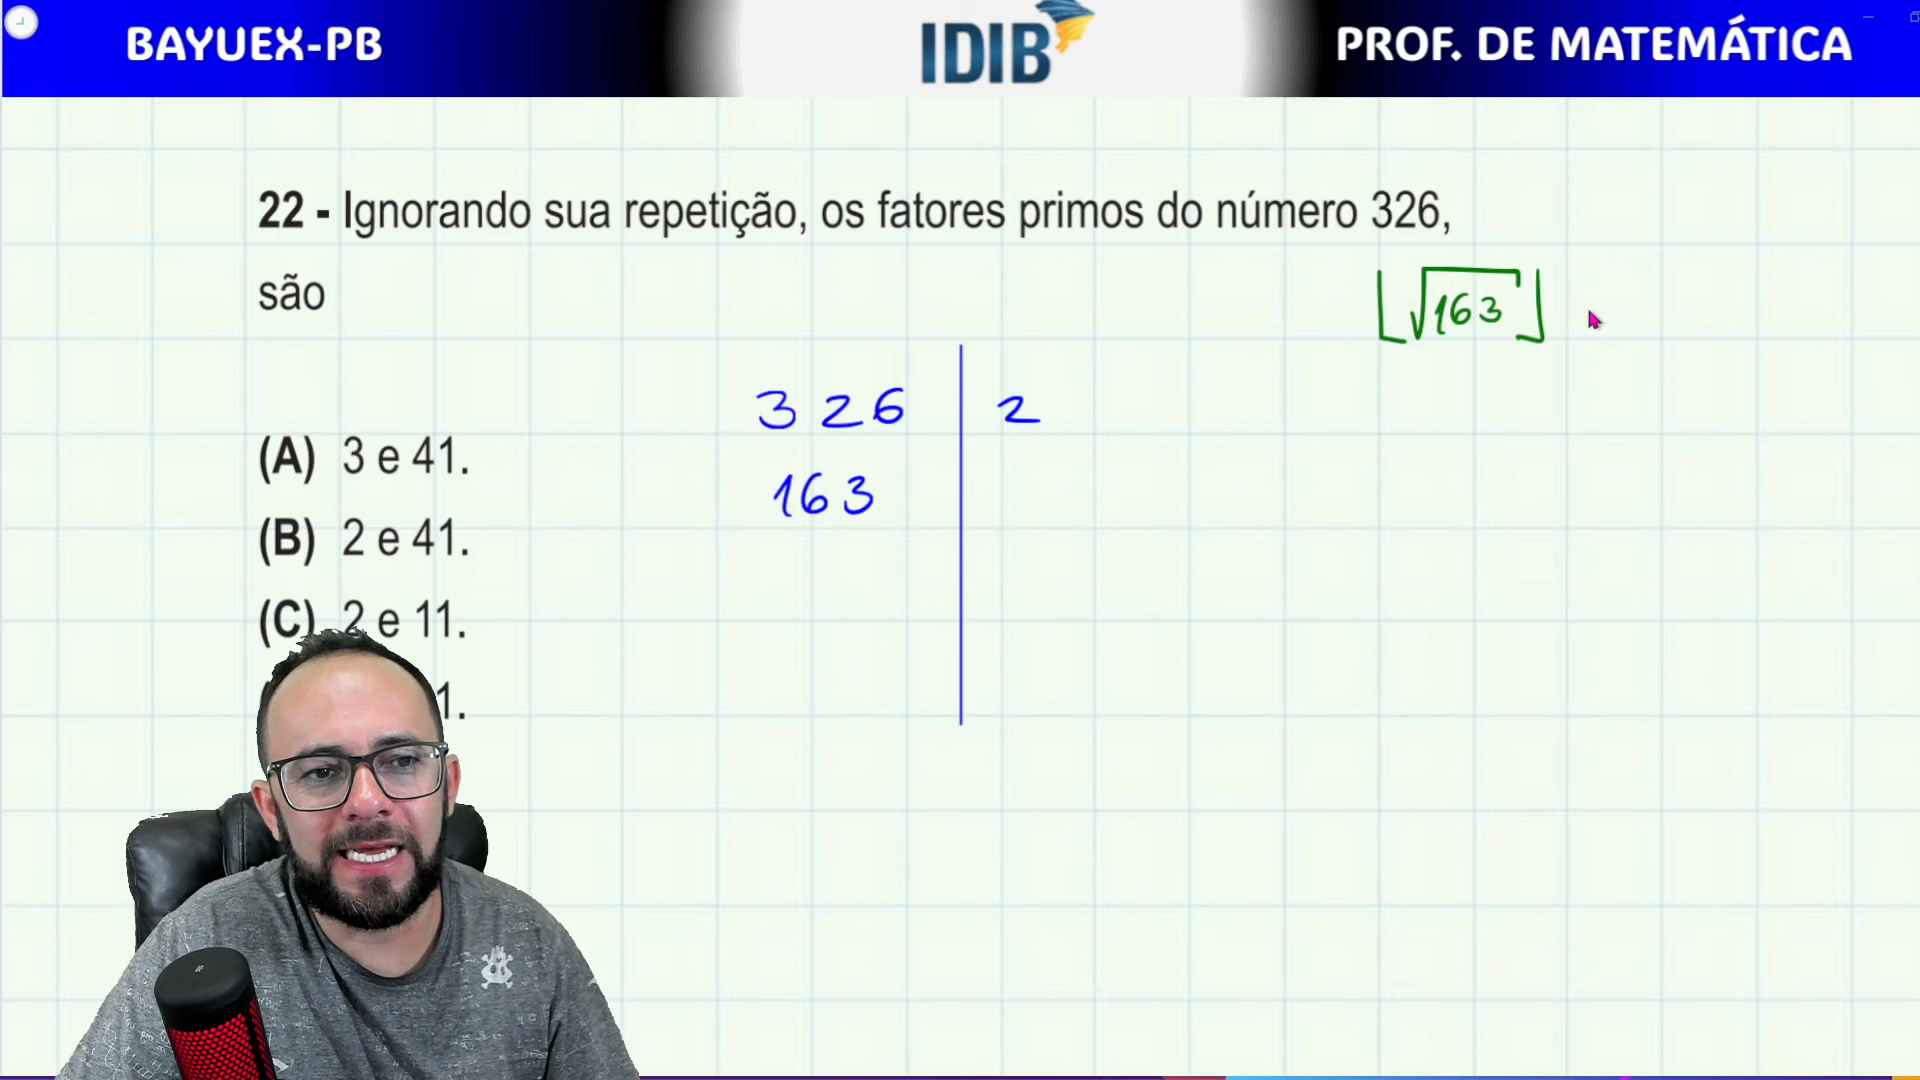 BAYUEX-PB
IDIB
PROF. DE MATEMÁTICA
22 - Ignorando sua repetição, os fatores primos do número 326,
são
⌊√163⌋
326 | 2
163
(A) 3 e 41.
(B) 2 e 41.
(C) 2 e 11.
1.